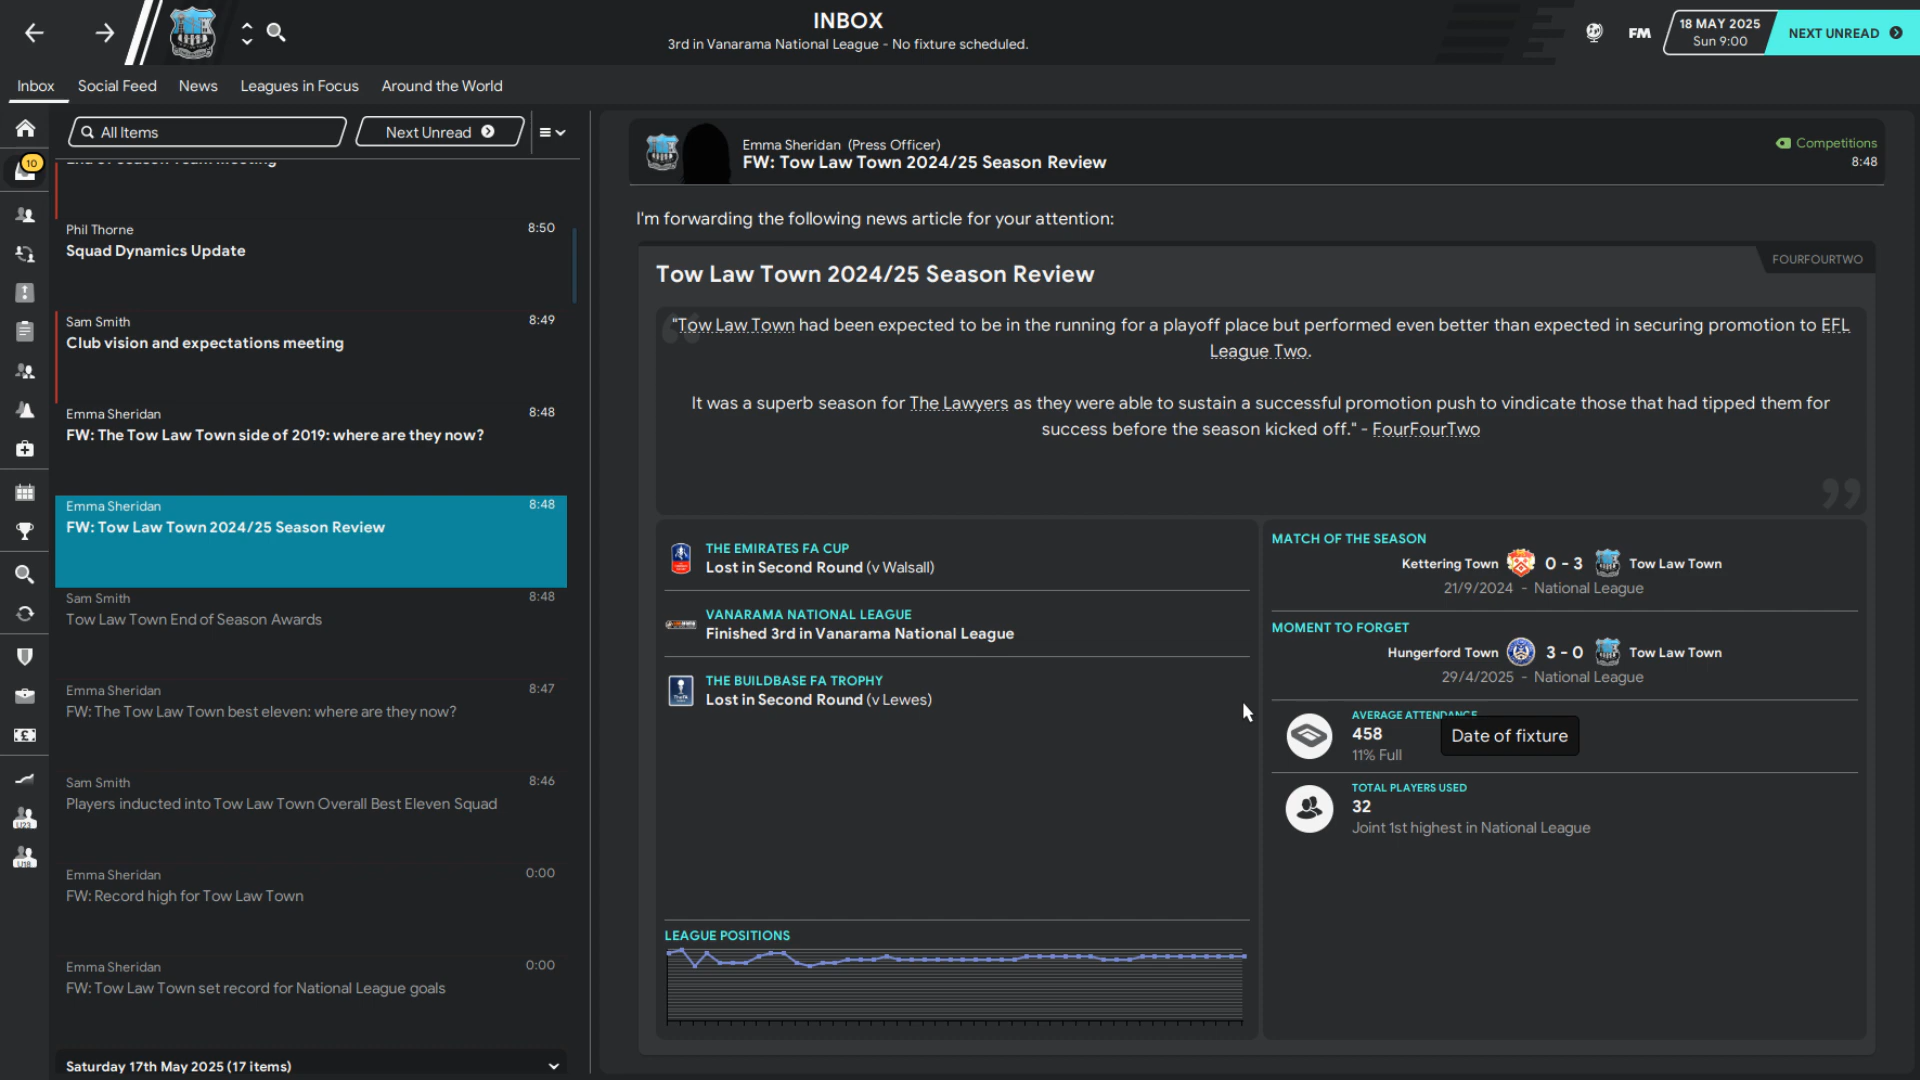 INBOX
3rd in Vanarama National League - No fixture scheduled.
FM
18 MAY 2025
Sun 9:00
NEXT UNREAD
Inbox
Social Feed
News
Leagues in Focus
Around the World
All Items
Next Unread
10
End of Season Team Meeting
Phil Thorne
8:50
Squad Dynamics Update
Sam Smith
8:49
Club vision and expectations meeting
Emma Sheridan
8:48
FW: The Tow Law Town side of 2019: where are they now?
Emma Sheridan
8:48
FW: Tow Law Town 2024/25 Season Review
Sam Smith
8:48
Tow Law Town End of Season Awards
Emma Sheridan
8:47
FW: The Tow Law Town best eleven: where are they now?
Sam Smith
8:46
Players inducted into Tow Law Town Overall Best Eleven Squad
Emma Sheridan
0:00
FW: Record high for Tow Law Town
Emma Sheridan
0:00
FW: Tow Law Town set record for National League goals
Saturday 17th May 2025 (17 items)
U23
U18
Emma Sheridan (Press Officer)
FW: Tow Law Town 2024/25 Season Review
Competitions
8:48
I'm forwarding the following news article for your attention:
FOURFOURTWO
Tow Law Town 2024/25 Season Review
"Tow Law Town had been expected to be in the running for a playoff place but performed even better than expected in securing promotion to EFL
League Two.
It was a superb season for The Lawyers as they were able to sustain a successful promotion push to vindicate those that had tipped them for
success before the season kicked off." - FourFourTwo
THE EMIRATES FA CUP
Lost in Second Round (v Walsall)
VANARAMA NATIONAL LEAGUE
Finished 3rd in Vanarama National League
THE BUILDBASE FA TROPHY
Lost in Second Round (v Lewes)
LEAGUE POSITIONS
MATCH OF THE SEASON
Kettering Town 0 - 3 Tow Law Town
21/9/2024 - National League
MOMENT TO FORGET
Hungerford Town 3 - 0 Tow Law Town
29/4/2025 - National League
AVERAGE ATTENDANCE
458
11% Full
Date of fixture
TOTAL PLAYERS USED
32
Joint 1st highest in National League